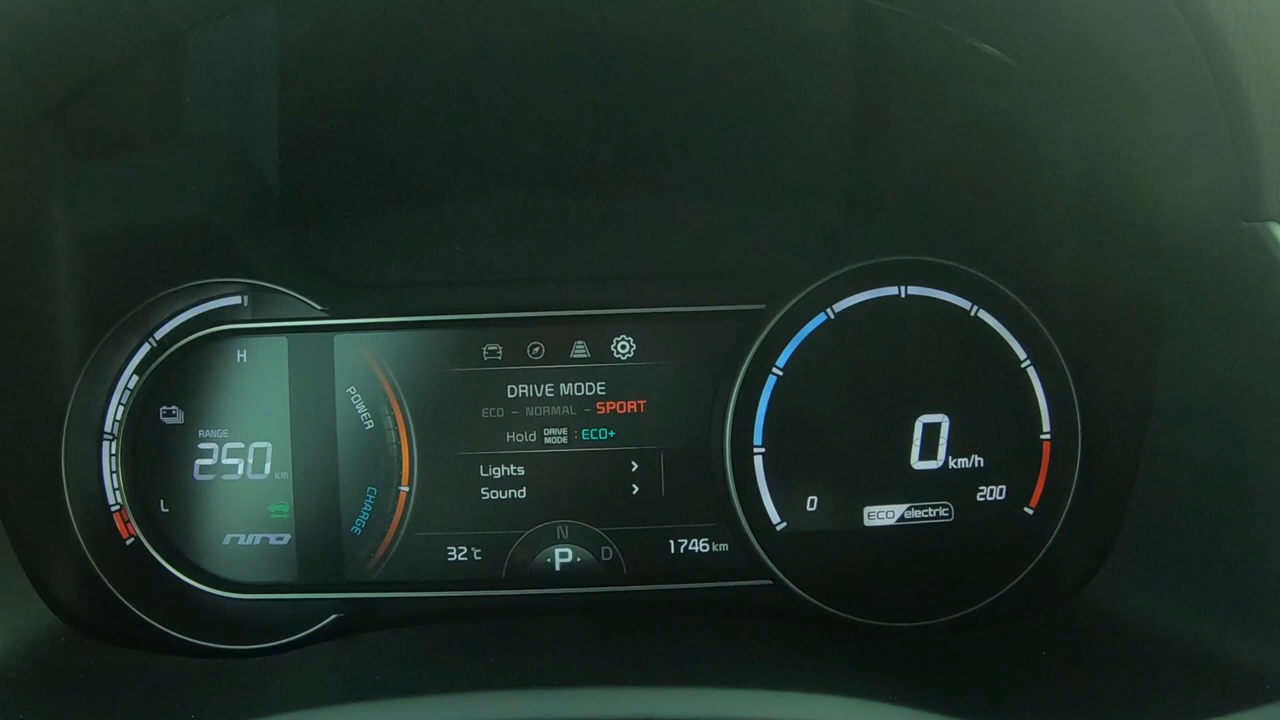 H
RANGE
250 km
L
niro
POWER
CHARGE
DRIVE MODE
ECO – NORMAL – SPORT
Hold DRIVE MODE : ECO+
Lights
Sound
32 °C
N
P
D
1746 km
0 km/h
0
200
ECO electric